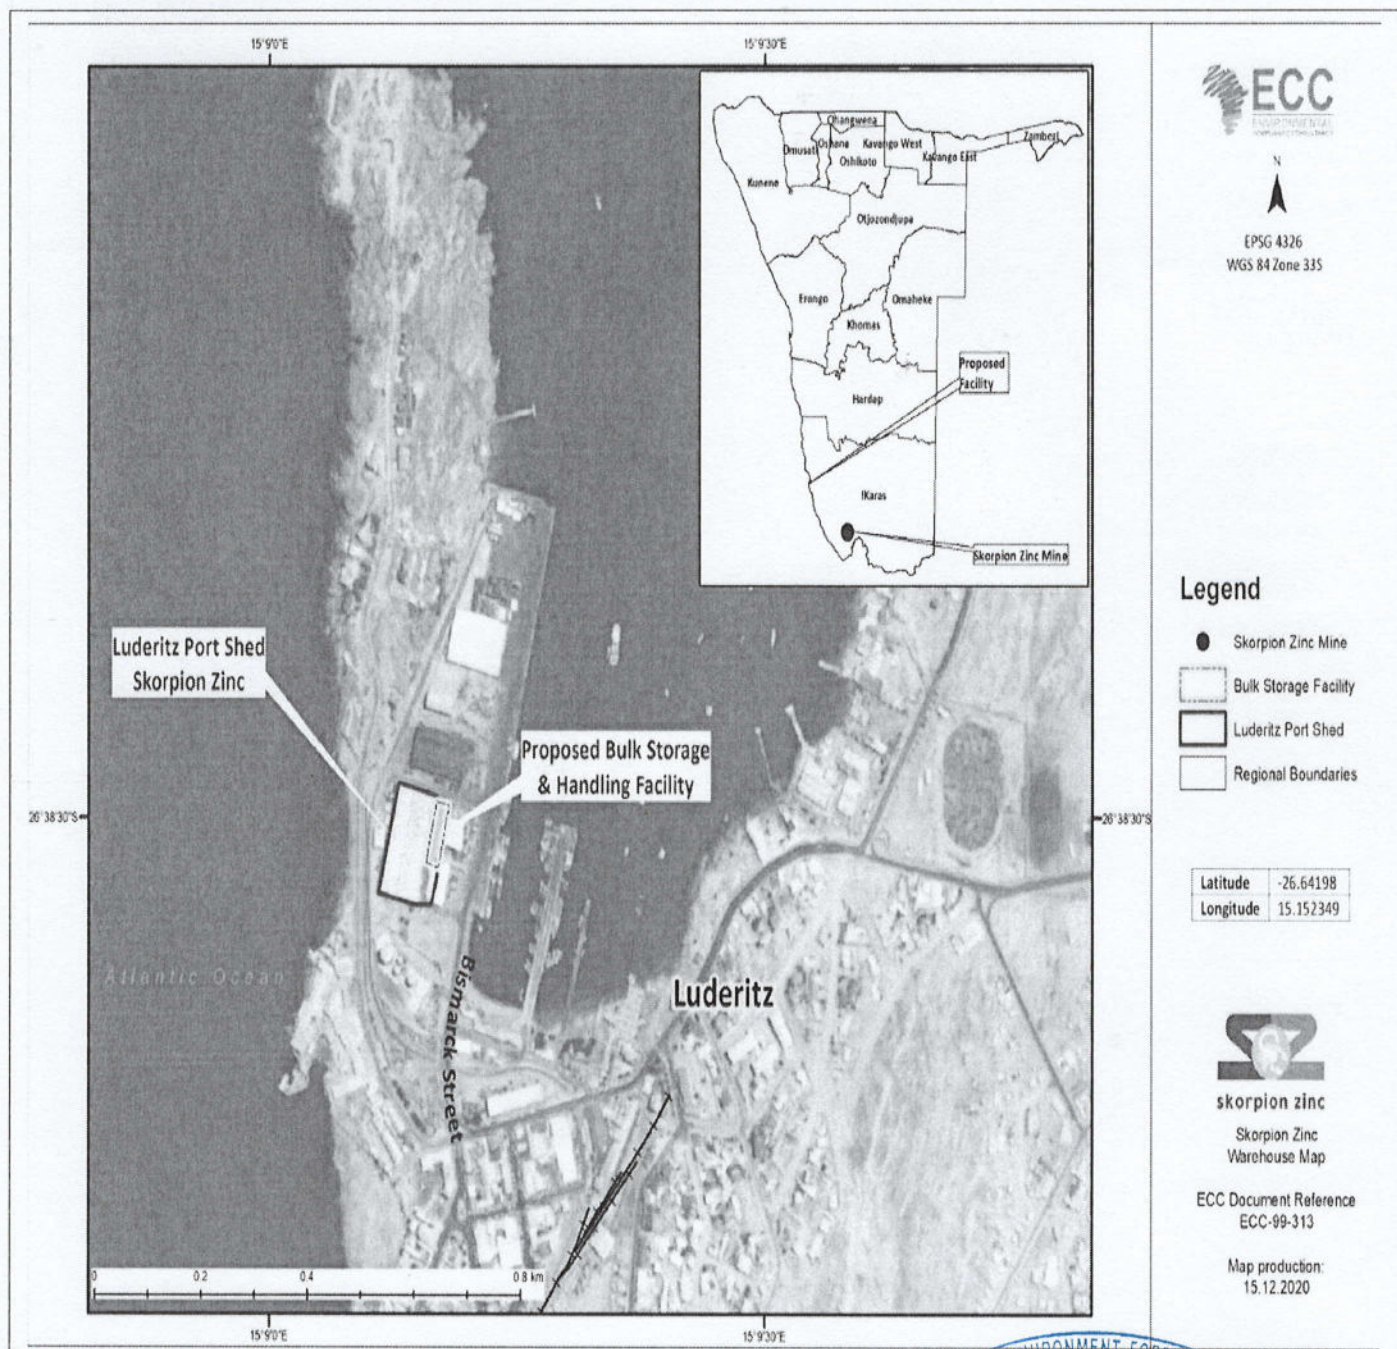 15°9'0"E
15°9'30"E
ECC
ENVIRONMENTAL
N
EPSG 4326
WGS 84 Zone 33S
Ohangwena
Omusati
Oshana
Kavango West
Zambezi
Oshikoto
Kavango East
Kunene
Otjozondjupa
Erongo
Omaheke
Khomas
Proposed
Facility
Hardap
!Karas
Skorpion Zinc Mine
Legend
Skorpion Zinc Mine
Bulk Storage Facility
Luderitz Port Shed
Regional Boundaries
Luderitz Port Shed
Skorpion Zinc
Proposed Bulk Storage
& Handling Facility
26°38'30"S
26°38'30"S
Latitude -26.64198
Longitude 15.152349
Atlantic Ocean
Bismarck Street
Luderitz
skorpion zinc
Skorpion Zinc
Warehouse Map
ECC Document Reference
ECC-99-313
Map production:
15.12.2020
0 0.2 0.4 0.8 km
15°9'0"E
15°9'30"E